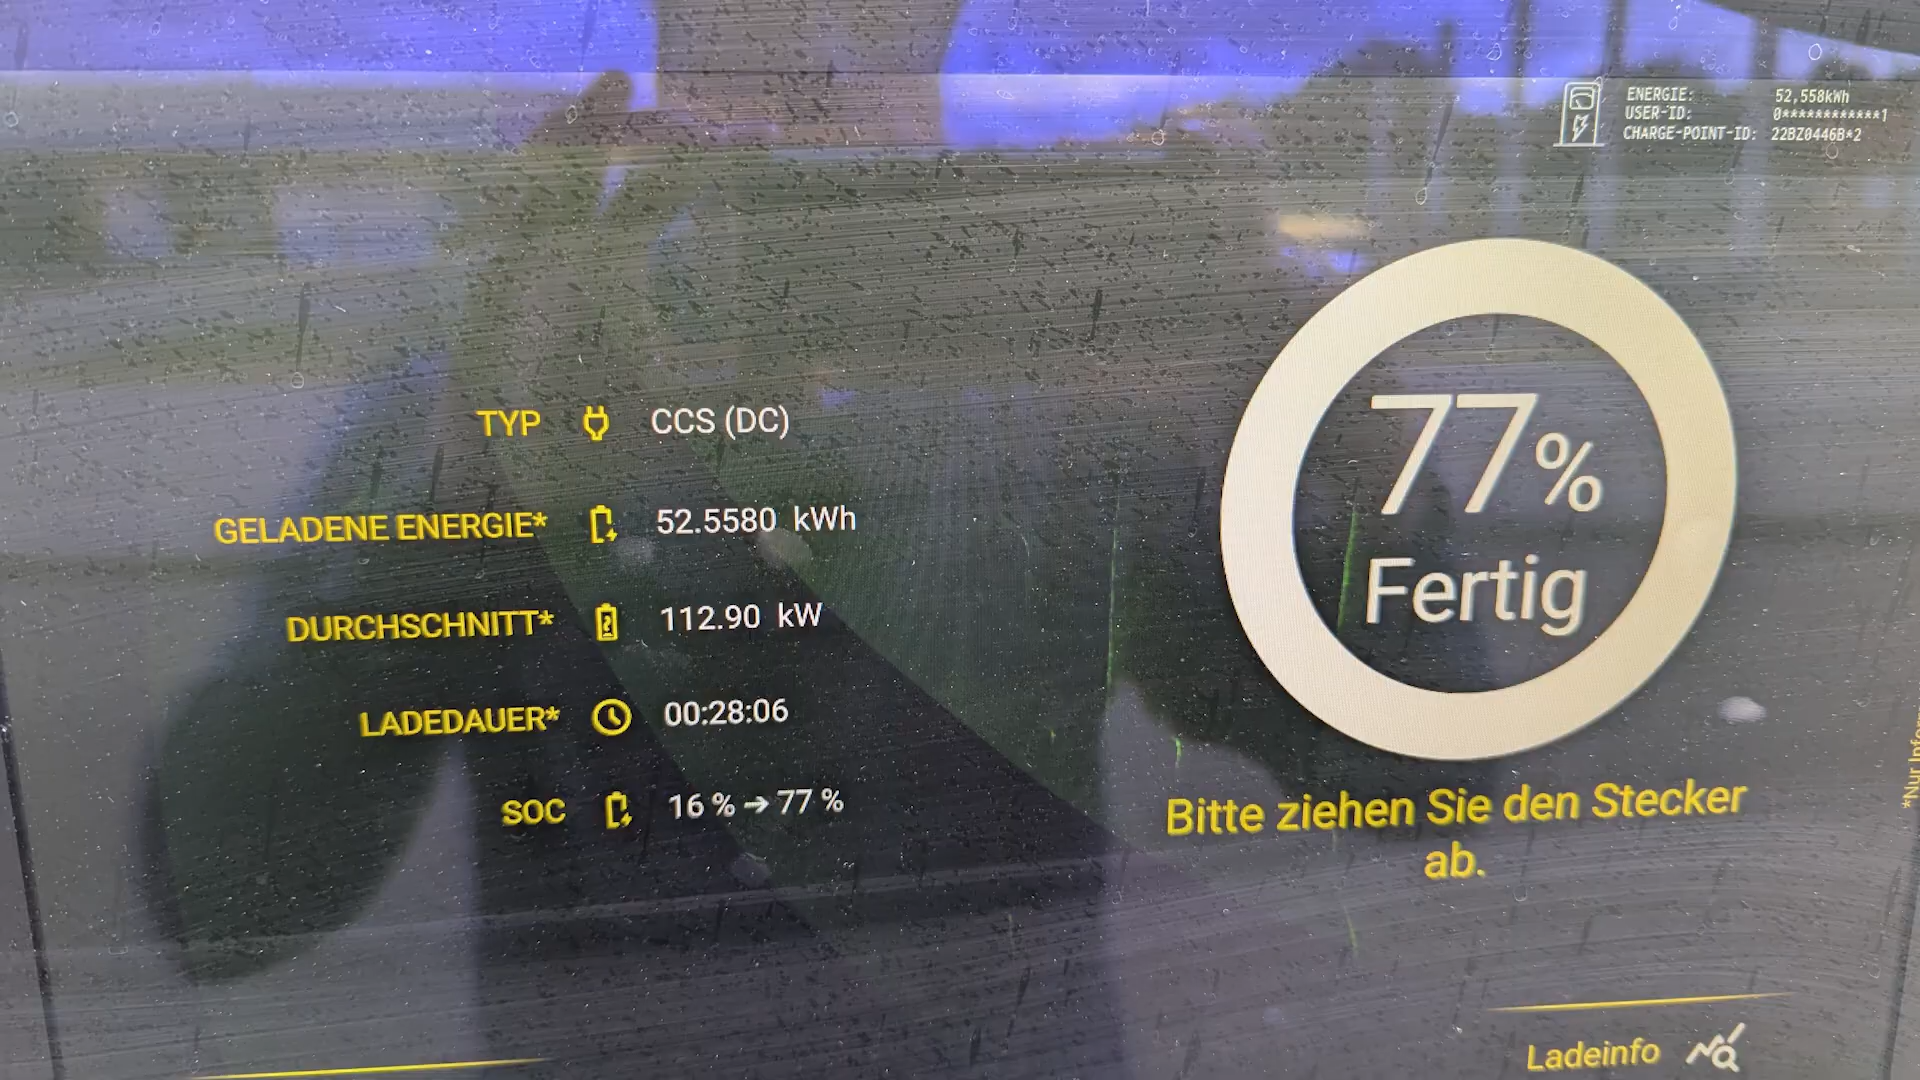 ENERGIE: 52,558kWh
USER-ID: 0************1
CHARGE-POINT-ID: 22BZ0446B*2
TYP CCS (DC)
GELADENE ENERGIE* 52.5580 kWh
DURCHSCHNITT* 112.90 kW
LADEDAUER* 00:28:06
SOC 16 % ➔ 77 %
77%
Fertig
Bitte ziehen Sie den Stecker
ab.
*Nur
Ladeinfo